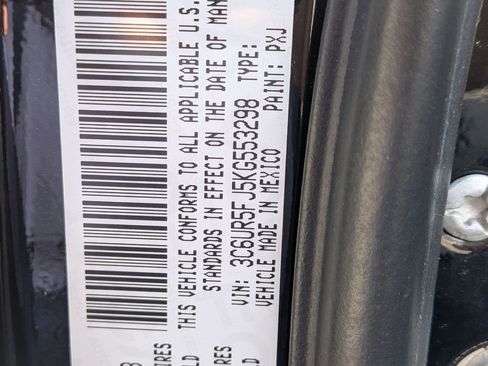 THIS VEHICLE CONFORMS TO ALL APPLICABLE U.S.
STANDARDS IN EFFECT ON THE DATE OF MAN
VIN: 3C6UR5FJ5KG553298 TYPE:
VEHICLE MADE IN MEXICO PAINT: PXJ